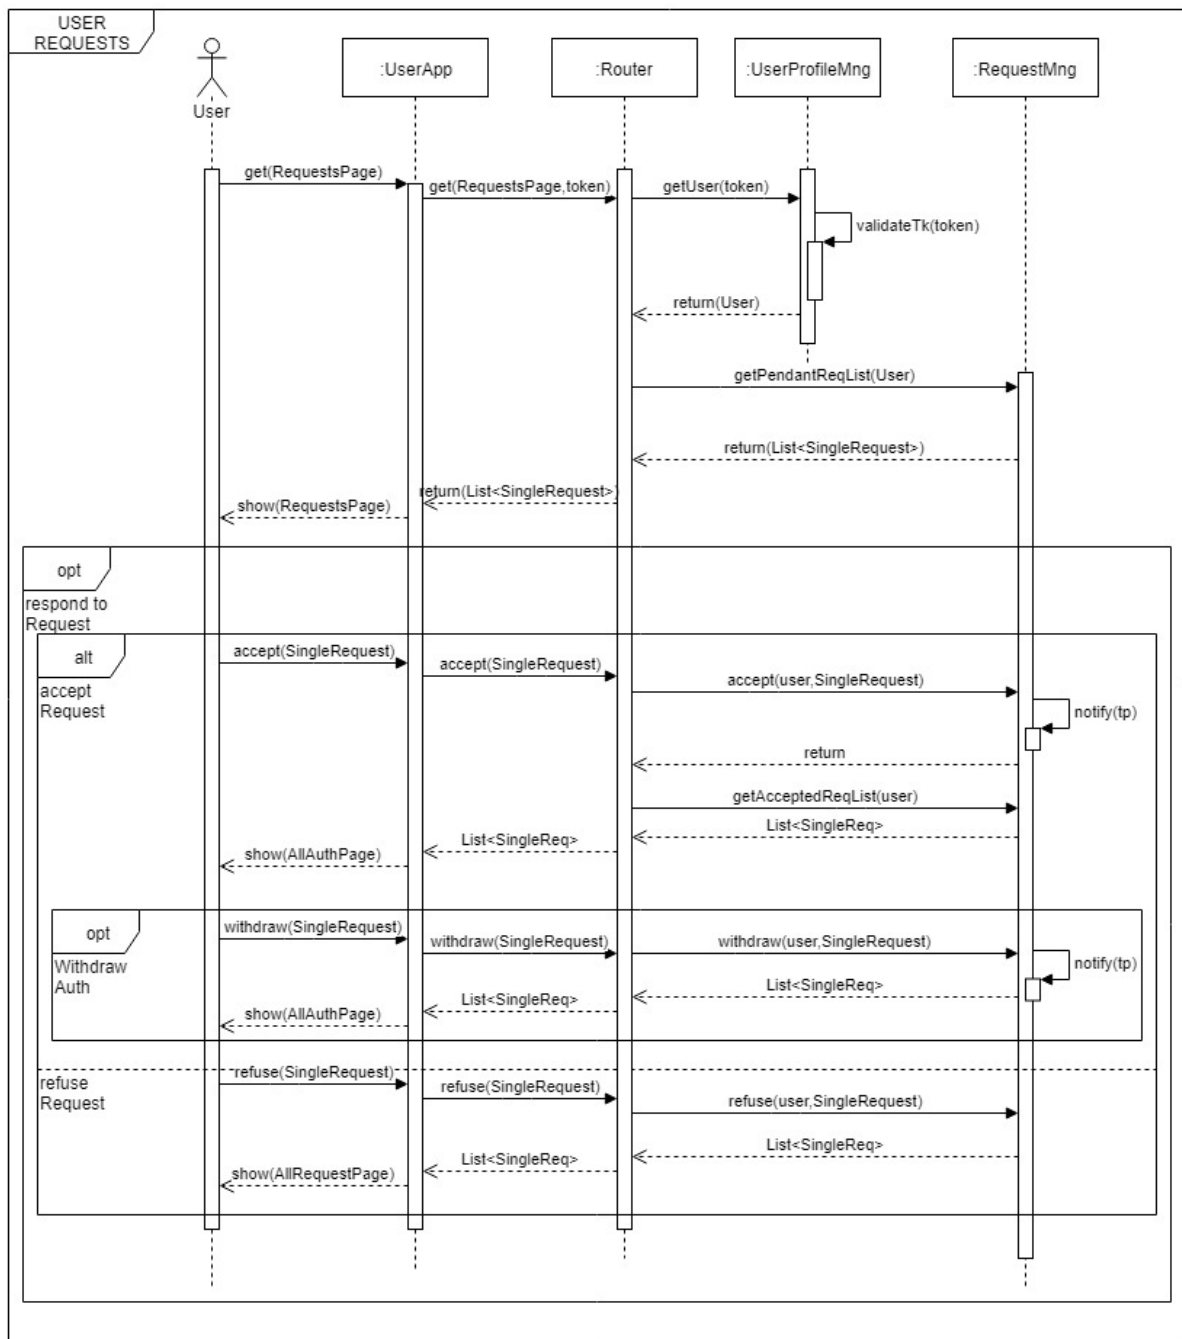 USER
REQUESTS
User
:UserApp
:Router
:UserProfileMng
:RequestMng
get(RequestsPage)
get(RequestsPage,token)
getUser(token)
validateTk(token)
return(User)
getPendantReqList(User)
return(List<SingleRequest>)
return(List<SingleRequest>)
show(RequestsPage)
opt
respond to
Request
alt
accept
Request
accept(SingleRequest)
accept(SingleRequest)
accept(user,SingleRequest)
notify(tp)
return
getAcceptedReqList(user)
List<SingleReq>
List<SingleReq>
show(AllAuthPage)
opt
Withdraw
Auth
withdraw(SingleRequest)
withdraw(SingleRequest)
withdraw(user,SingleRequest)
notify(tp)
List<SingleReq>
List<SingleReq>
show(AllAuthPage)
refuse
Request
refuse(SingleRequest)
refuse(SingleRequest)
refuse(user,SingleRequest)
List<SingleReq>
List<SingleReq>
show(AllRequestPage)